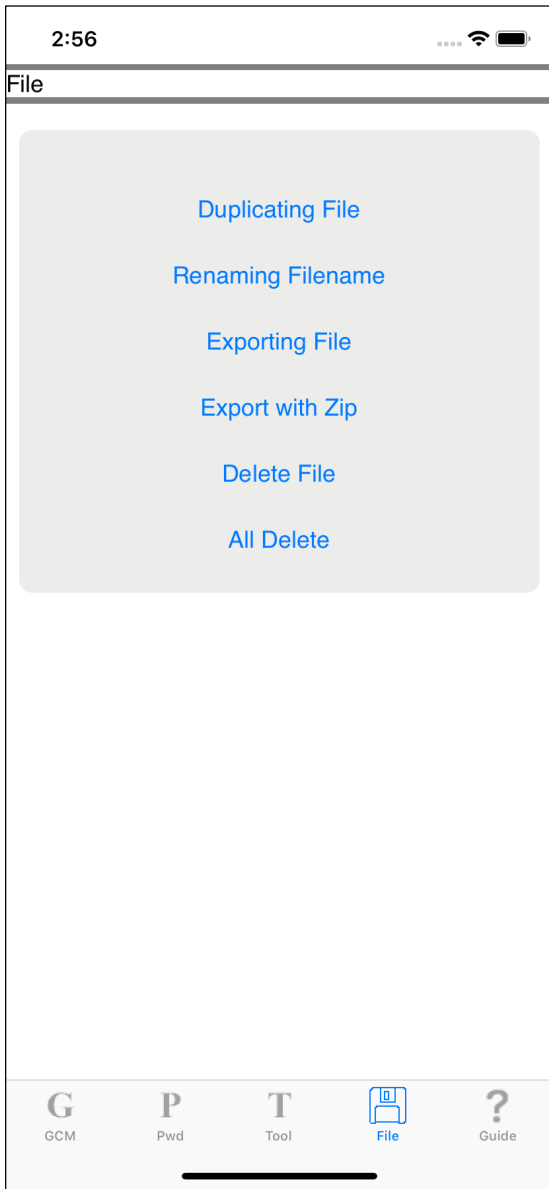 2:56
File
Duplicating File
Renaming Filename
Exporting File
Export with Zip
Delete File
All Delete
G P T ?
GCM Pwd Tool File Guide